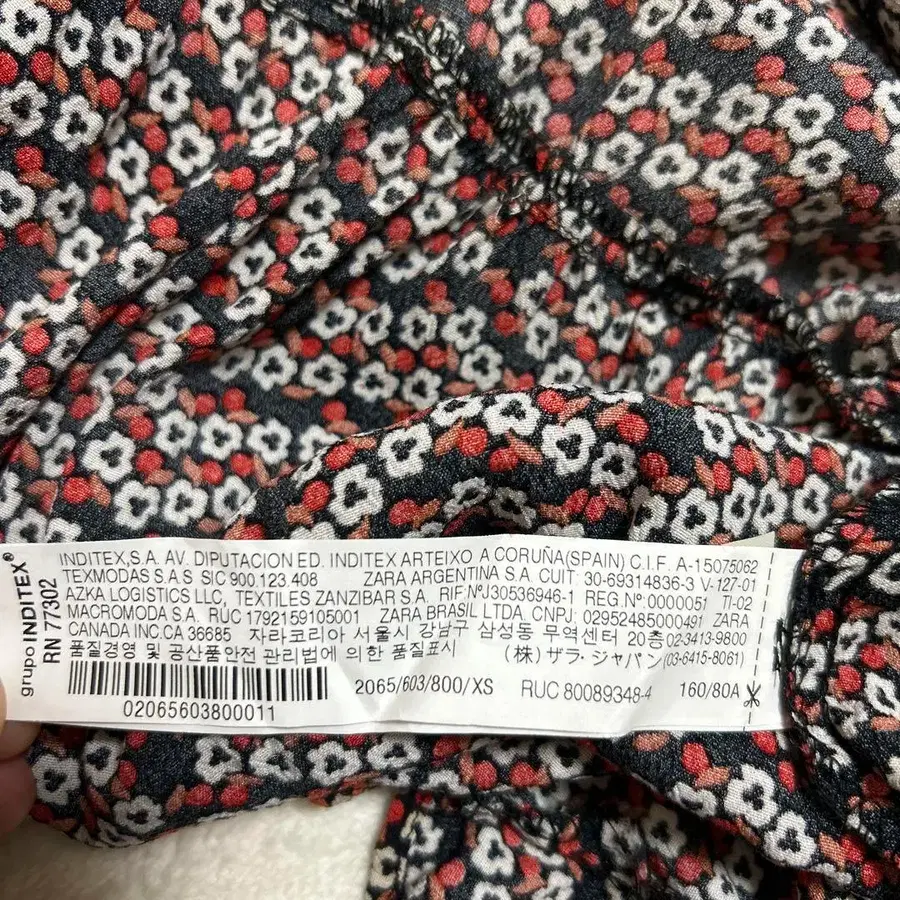 grupo INDITEX®
RN 77302
INDITEX,S.A. AV. DIPUTACION ED. INDITEX ARTEIXO A CORUÑA(SPAIN) C.I.F. A-15075062
TEXMODAS S.A.S SIC 900.123.408 ZARA ARGENTINA S.A. CUIT: 30-69314836-3 V-127-01
AZKA LOGISTICS LLC, TEXTILES ZANZIBAR S.A. RIF.NºJ30536946-1 REG.Nº:0000051 TI-02
MACROMODA S.A. RUC 1792159105001 ZARA BRASIL LTDA. CNPJ: 02952485000491 ZARA
CANADA INC.CA 36685 자라코리아 서울시 강남구 삼성동 무역센터 20층 02-3413-9800
품질경영 및 공산품안전 관리법에 의한 품질표시 (株) ザラ・ジャパン (03-6415-8061)
2065/603/800/XS RUC 80089348-4 160/80A
02065603800011